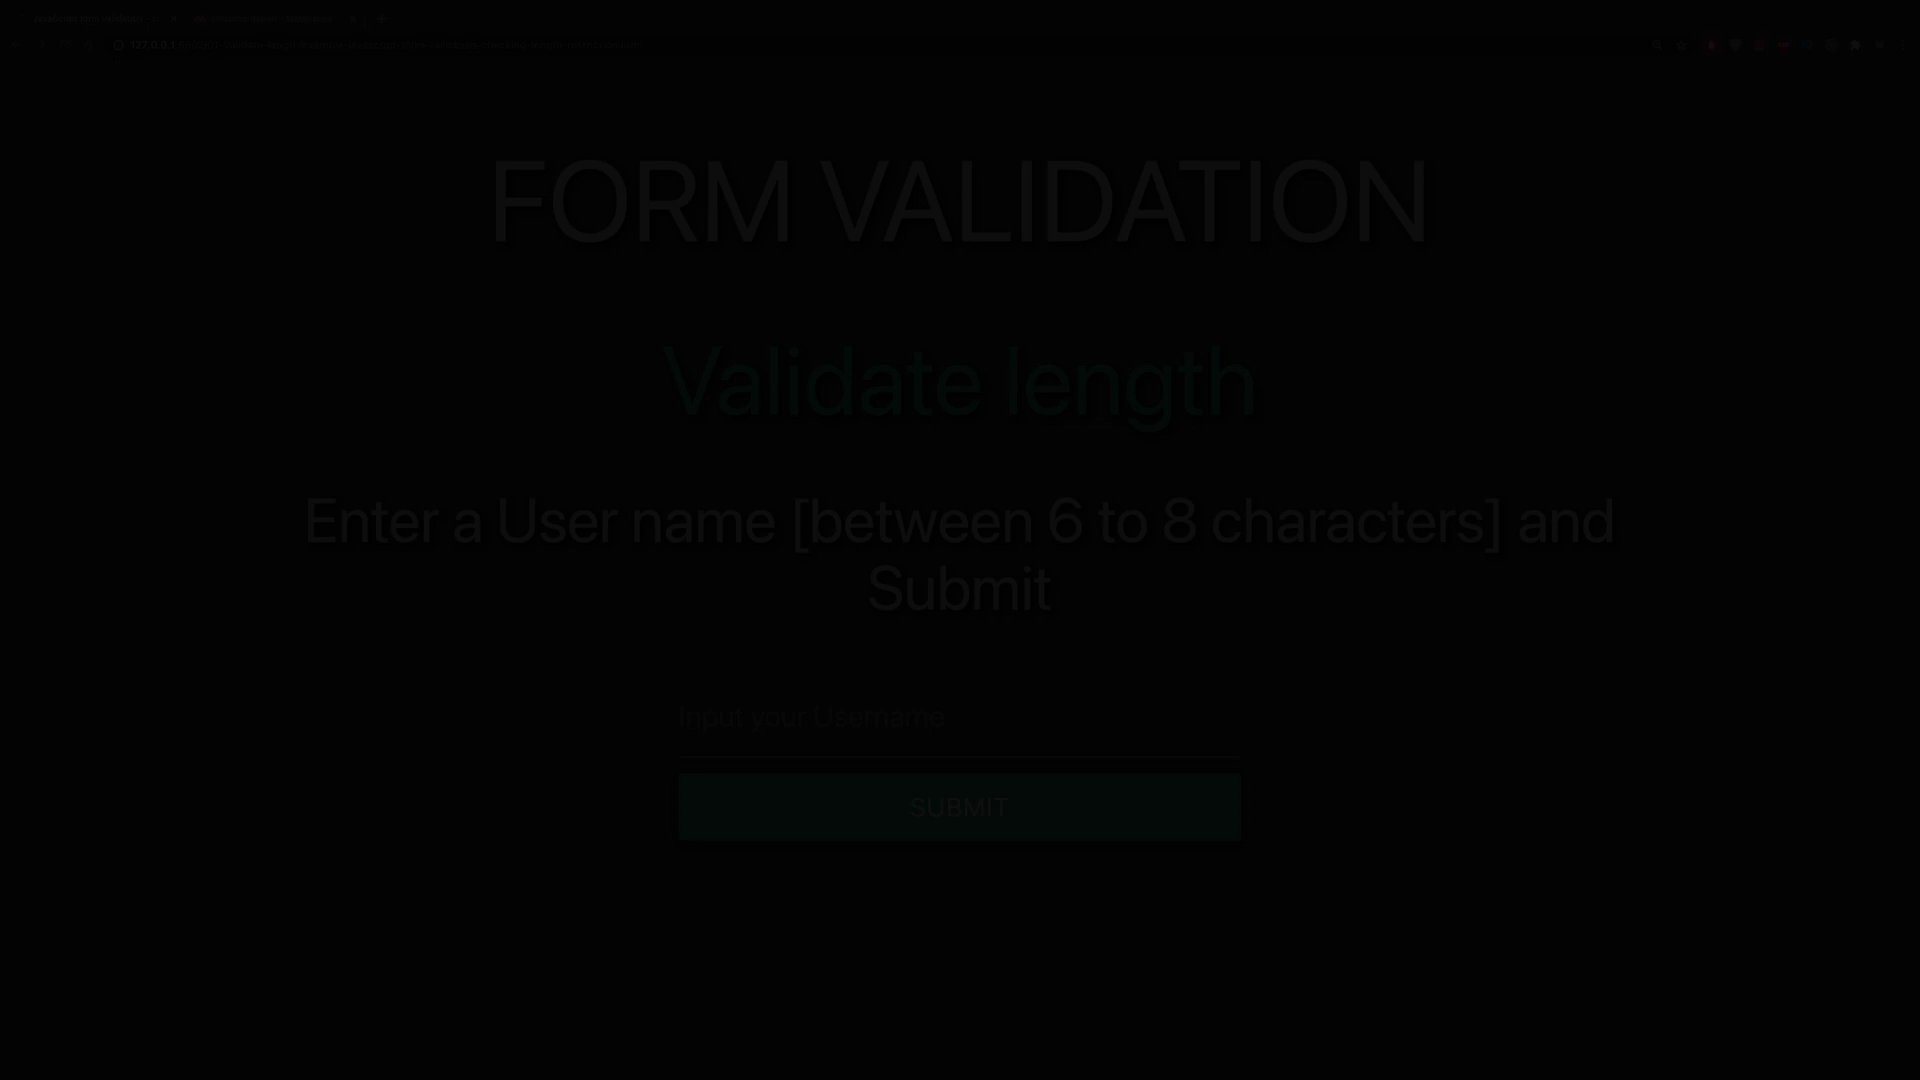 FORM VALIDATION
Validate length
Enter a User name [between 6 to 8 characters] and
Submit
Input your Username
SUBMIT